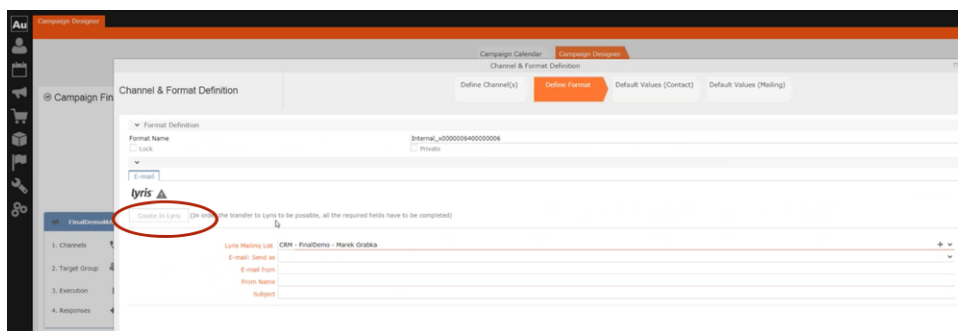 Au
Campaign Designer
Campaign Calendar
Campaign Designer
Channel & Format Definition
Campaign Fin
Channel & Format Definition
Define Channel(s)
Define Format
Default Values (Contact)
Default Values (Mailing)
Format Definition
Format Name
Internal_x0000006400000006
Lock
Private
E-mail
lyris
Create In Lyris
(In order the transfer to Lyris to be possible, all the required fields have to be completed)
FinalDemoMA
1. Channels
Lyris Mailing List
CRM - FinalDemo - Marek Grabka
E-mail: Send as
2. Target Group
E-mail from
From Name
3. Execution
Subject
4. Responses